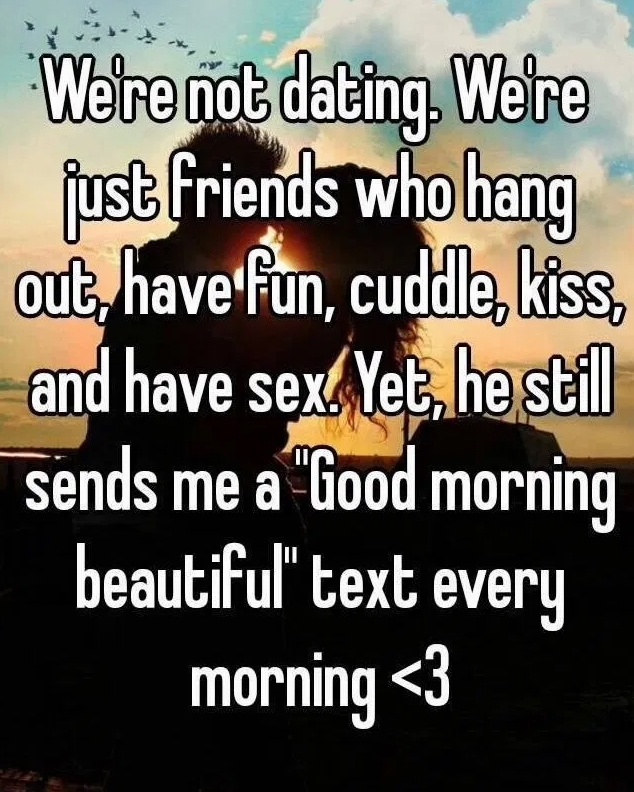 We're not dating. We're
just friends who hang
out, have fun, cuddle, kiss,
and have sex. Yet, he still
sends me a "Good morning
beautiful" text every
morning <3